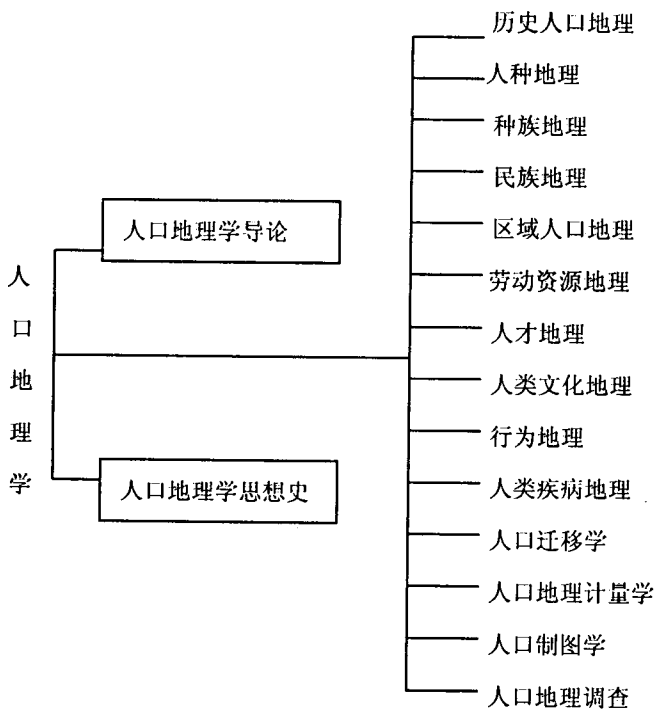 人口地理学
人口地理学导论
人口地理学思想史
历史人口地理
人种地理
种族地理
民族地理
区域人口地理
劳动资源地理
人才地理
人类文化地理
行为地理
人类疾病地理
人口迁移学
人口地理计量学
人口制图学
人口地理调查